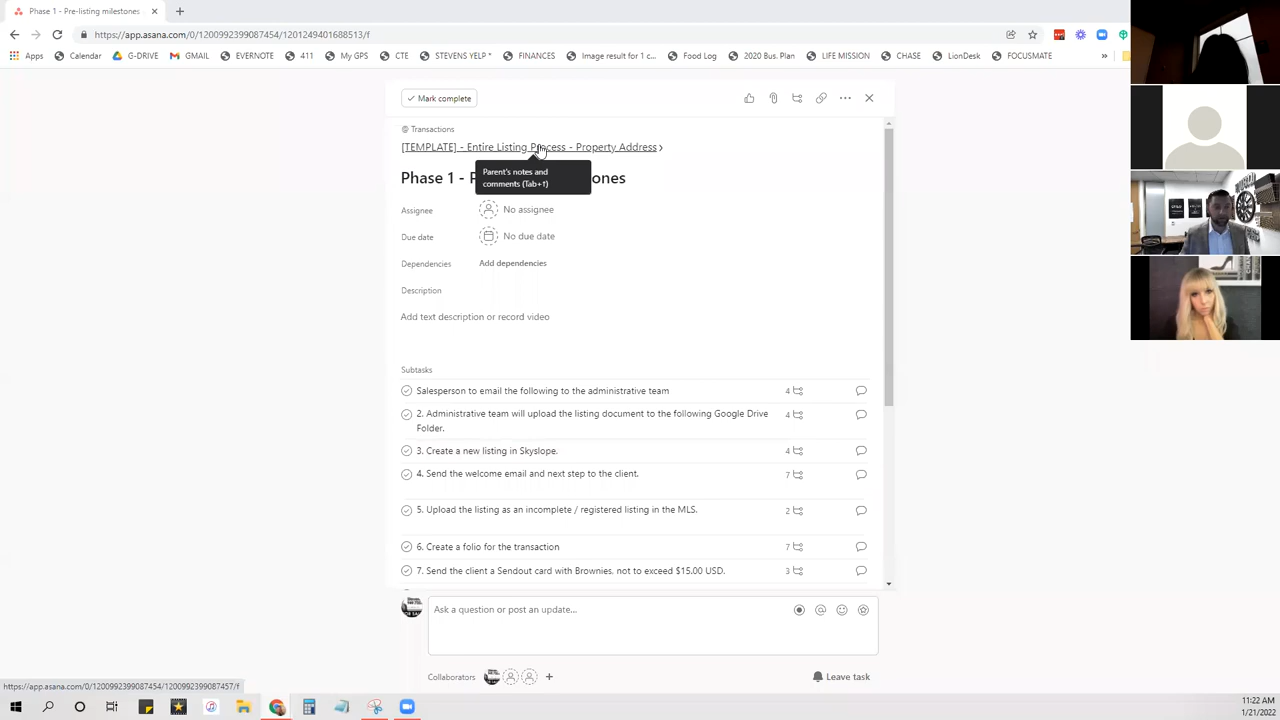 Phase 1 - Pre-listing milestones
https://app.asana.com/0/1200992399087454/1201249401688513/f
Apps Calendar G-DRIVE GMAIL EVERNOTE 411 My GPS CTE STEVENS YELP * FINANCES Image result for 1 c... Food Log 2020 Bus. Plan LIFE MISSION CHASE LionDesk FOCUSMATE
Mark complete
@ Transactions
[TEMPLATE] - Entire Listing Process - Property Address ›
Parent's notes and
comments (Tab+↑)
Phase 1 -
Assignee No assignee
Due date No due date
Dependencies Add dependencies
Description
Add text description or record video
Subtasks
Salesperson to email the following to the administrative team 4
2. Administrative team will upload the listing document to the following Google Drive 4
Folder.
3. Create a new listing in Skyslope. 4
4. Send the welcome email and next step to the client. 7
5. Upload the listing as an incomplete / registered listing in the MLS. 2
6. Create a folio for the transaction 7
7. Send the client a Sendout card with Brownies. not to exceed $15.00 USD. 3
Ask a question or post an update...
Collaborators
Leave task
https://app.asana.com/0/1200992399087454/1200992399087457/f
11:22 AM
1/21/2022